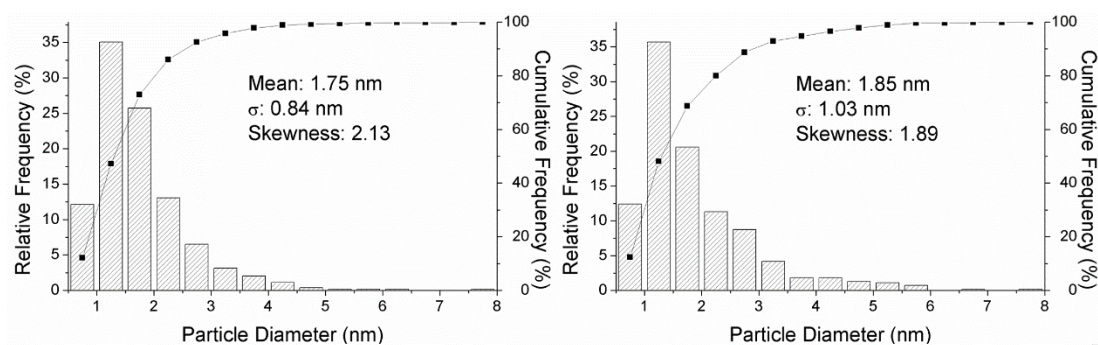 Relative Frequency (%)
35
30
25
20
15
10
5
0
Mean: 1.75 nm
σ: 0.84 nm
Skewness: 2.13
100
80
60
40
20
0
Cumulative Frequency
(%)
1 2 3 4 5 6 7 8
Particle Diameter (nm)
Relative Frequency (%)
35
30
25
20
15
10
5
0
Mean: 1.85 nm
σ: 1.03 nm
Skewness: 1.89
100
80
60
40
20
0
Cumulative Frequency
(%)
1 2 3 4 5 6 7 8
Particle Diameter (nm)